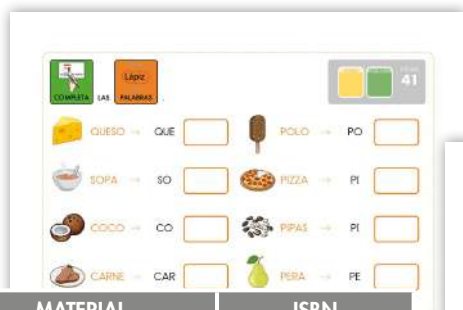 Lápiz
41
COMPLETA LAS PALABRAS .
QUESO → QUE
POLO → PO
SOPA → SO
PIZZA → PI
COCO → CO
PIPAS → PI
CARNE → CAR
PERA → PE
MATERIAL
ISBN